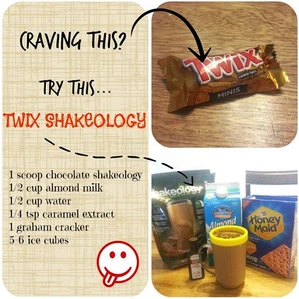 CRAVING THIS?
TRY THIS...
TWIX SHAKEOLOGY
1 scoop chocolate shakeology
1/2 cup almond milk
1/2 cup water
1/4 tsp caramel extract
1 graham cracker
5-6 ice cubes
TWIX
MINIS
shakeology
Almond
Honey
Maid